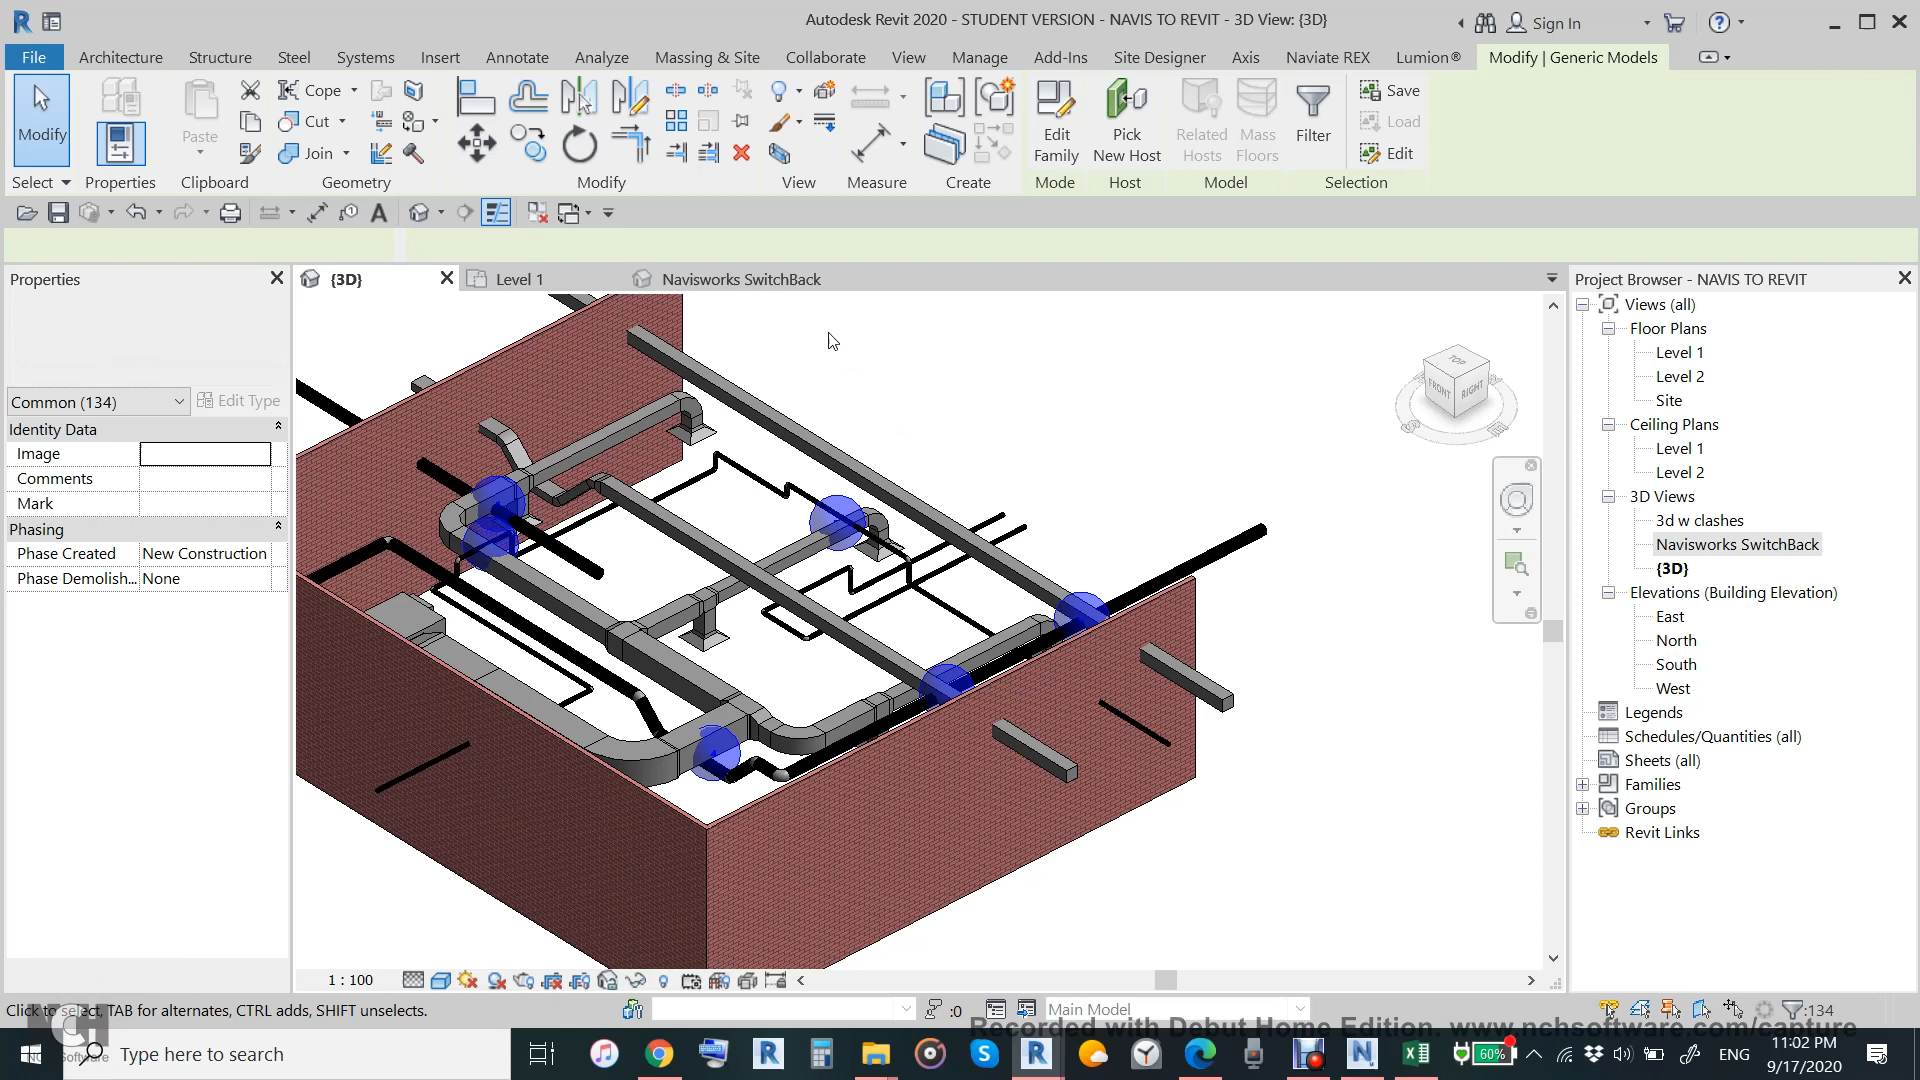 Autodesk Revit 2020 - STUDENT VERSION - NAVIS TO REVIT - 3D View: {3D}
Sign In
File Architecture Structure Steel Systems Insert Annotate Analyze Massing & Site Collaborate View Manage Add-Ins Site Designer Axis Naviate REX Lumion® Modify | Generic Models
Modify
Paste
Cope
Cut
Join
Edit Family
Pick New Host
Related Hosts
Mass Floors
Filter
Save
Load
Edit
Select Properties Clipboard Geometry Modify View Measure Create Mode Host Model Selection
Properties
{3D} Level 1 Navisworks SwitchBack
Project Browser - NAVIS TO REVIT
Common (134) Edit Type
Identity Data
Image
Comments
Mark
Phasing
Phase Created New Construction
Phase Demolish... None
TOP
FRONT
RIGHT
Views (all)
Floor Plans
Level 1
Level 2
Site
Ceiling Plans
Level 1
Level 2
3D Views
3d w clashes
Navisworks SwitchBack
{3D}
Elevations (Building Elevation)
East
North
South
West
Legends
Schedules/Quantities (all)
Sheets (all)
Families
Groups
Revit Links
1 : 100
Click to select, TAB for alternates, CTRL adds, SHIFT unselects.
:0
Main Model
:134
Recorded with Debut Home Edition. www.nchsoftware.com/capture
NCH
Software
Type here to search
60%
ENG
11:02 PM
9/17/2020